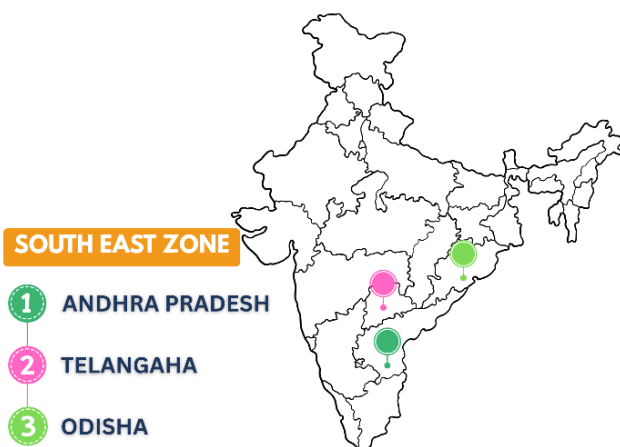 SOUTH EAST ZONE
1 ANDHRA PRADESH
2 TELANGAHA
3 ODISHA